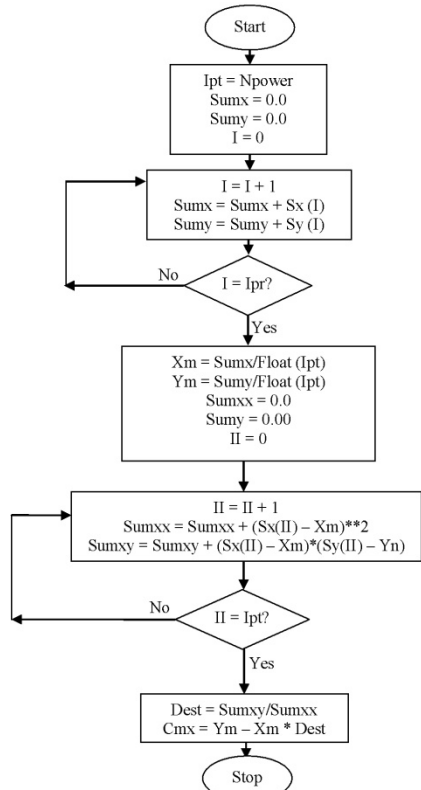 Start
Ipt = Npower
Sumx = 0.0
Sumy = 0.0
I = 0
I = I + 1
Sumx = Sumx + Sx (I)
Sumy = Sumy + Sy (I)
No
I = Ipr?
Yes
Xm = Sumx/Float (Ipt)
Ym = Sumy/Float (Ipt)
Sumxx = 0.0
Sumy = 0.00
II = 0
II = II + 1
Sumxx = Sumxx + (Sx(II) – Xm)**2
Sumxy = Sumxy + (Sx(II) – Xm)*(Sy(II) – Yn)
No
II = Ipt?
Yes
Dest = Sumxy/Sumxx
Cmx = Ym – Xm * Dest
Stop